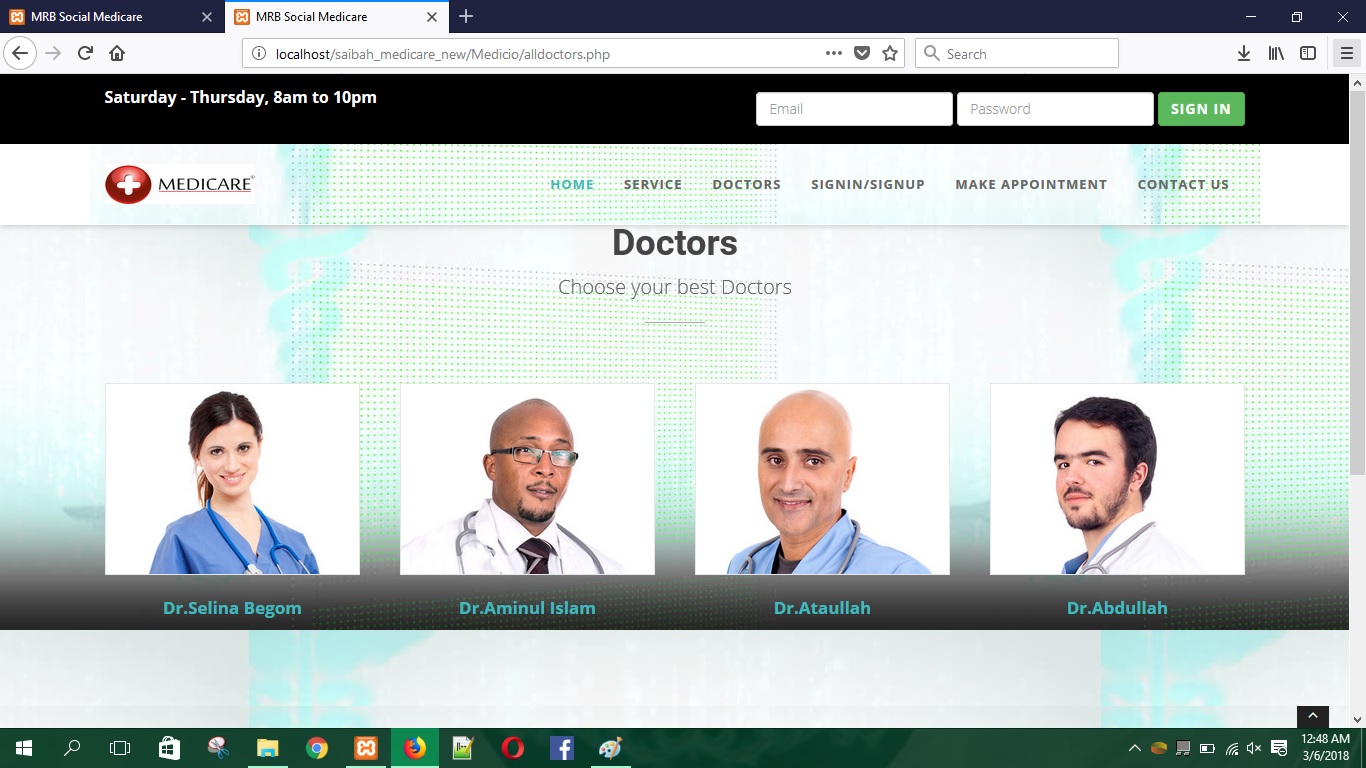 MRB Social Medicare
MRB Social Medicare
localhost/saibah_medicare_new/Medicio/alldoctors.php
Search
Saturday - Thursday, 8am to 10pm
Email
Password
SIGN IN
MEDICARE®
HOME
SERVICE
DOCTORS
SIGNIN/SIGNUP
MAKE APPOINTMENT
CONTACT US
Doctors
Choose your best Doctors
Dr.Selina Begom
Dr.Aminul Islam
Dr.Ataullah
Dr.Abdullah
12:48 AM
3/6/2018